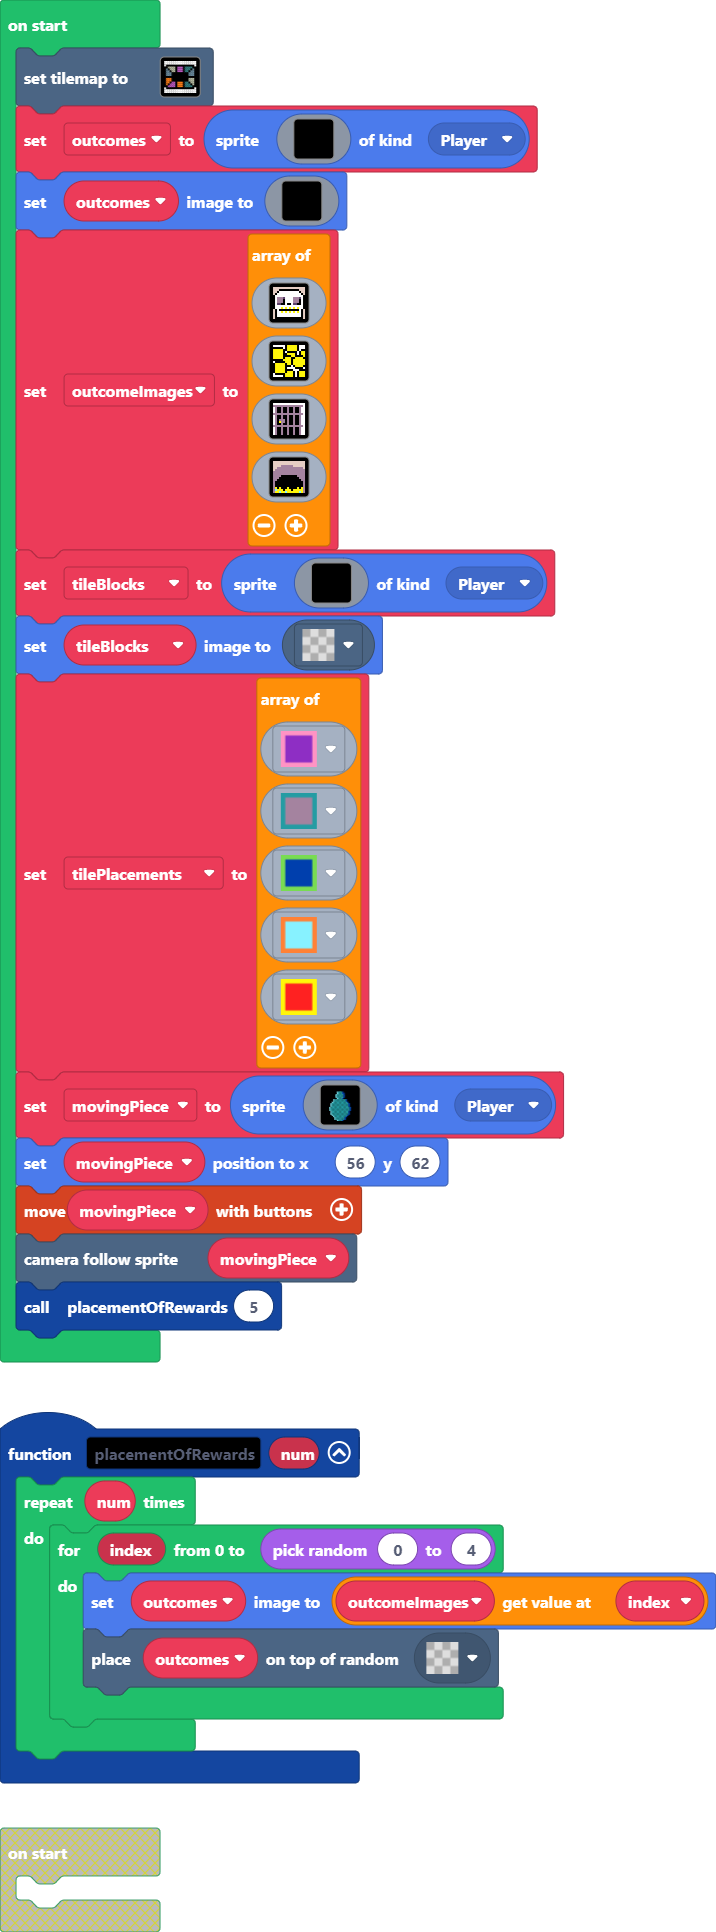 on start
set tilemap to
set outcomes to sprite of kind Player
set outcomes image to
array of
set outcomeImages to
set tileBlocks to sprite of kind Player
set tileBlocks image to
array of
set tilePlacements to
set movingPiece to sprite of kind Player
set movingPiece position to x 56 y 62
move movingPiece with buttons
camera follow sprite movingPiece
call placementOfRewards 5
function placementOfRewards num
repeat num times
do for index from 0 to pick random 0 to 4
do set outcomes image to outcomeImages get value at index
place outcomes on top of random
on start